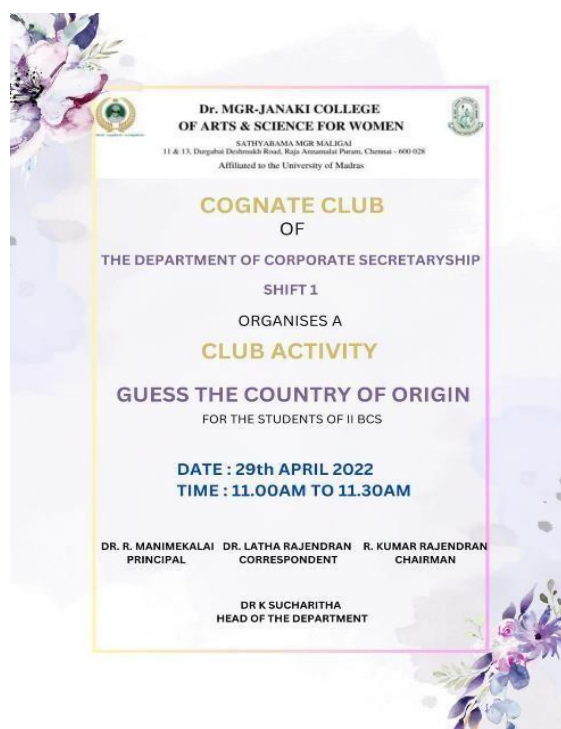 Dr. MGR-JANAKI COLLEGE
OF ARTS & SCIENCE FOR WOMEN
SATHYABAMA MGR MALIGAI
11 & 13, Durgabai Deshmukh Road, Raja Annamalai Puram, Chennai - 600 028
Affiliated to the University of Madras
COGNATE CLUB
OF
THE DEPARTMENT OF CORPORATE SECRETARYSHIP
SHIFT 1
ORGANISES A
CLUB ACTIVITY
GUESS THE COUNTRY OF ORIGIN
FOR THE STUDENTS OF II BCS
DATE : 29th APRIL 2022
TIME : 11.00AM TO 11.30AM
DR. R. MANIMEKALAI DR. LATHA RAJENDRAN R. KUMAR RAJENDRAN
PRINCIPAL CORRESPONDENT CHAIRMAN
DR K SUCHARITHA
HEAD OF THE DEPARTMENT